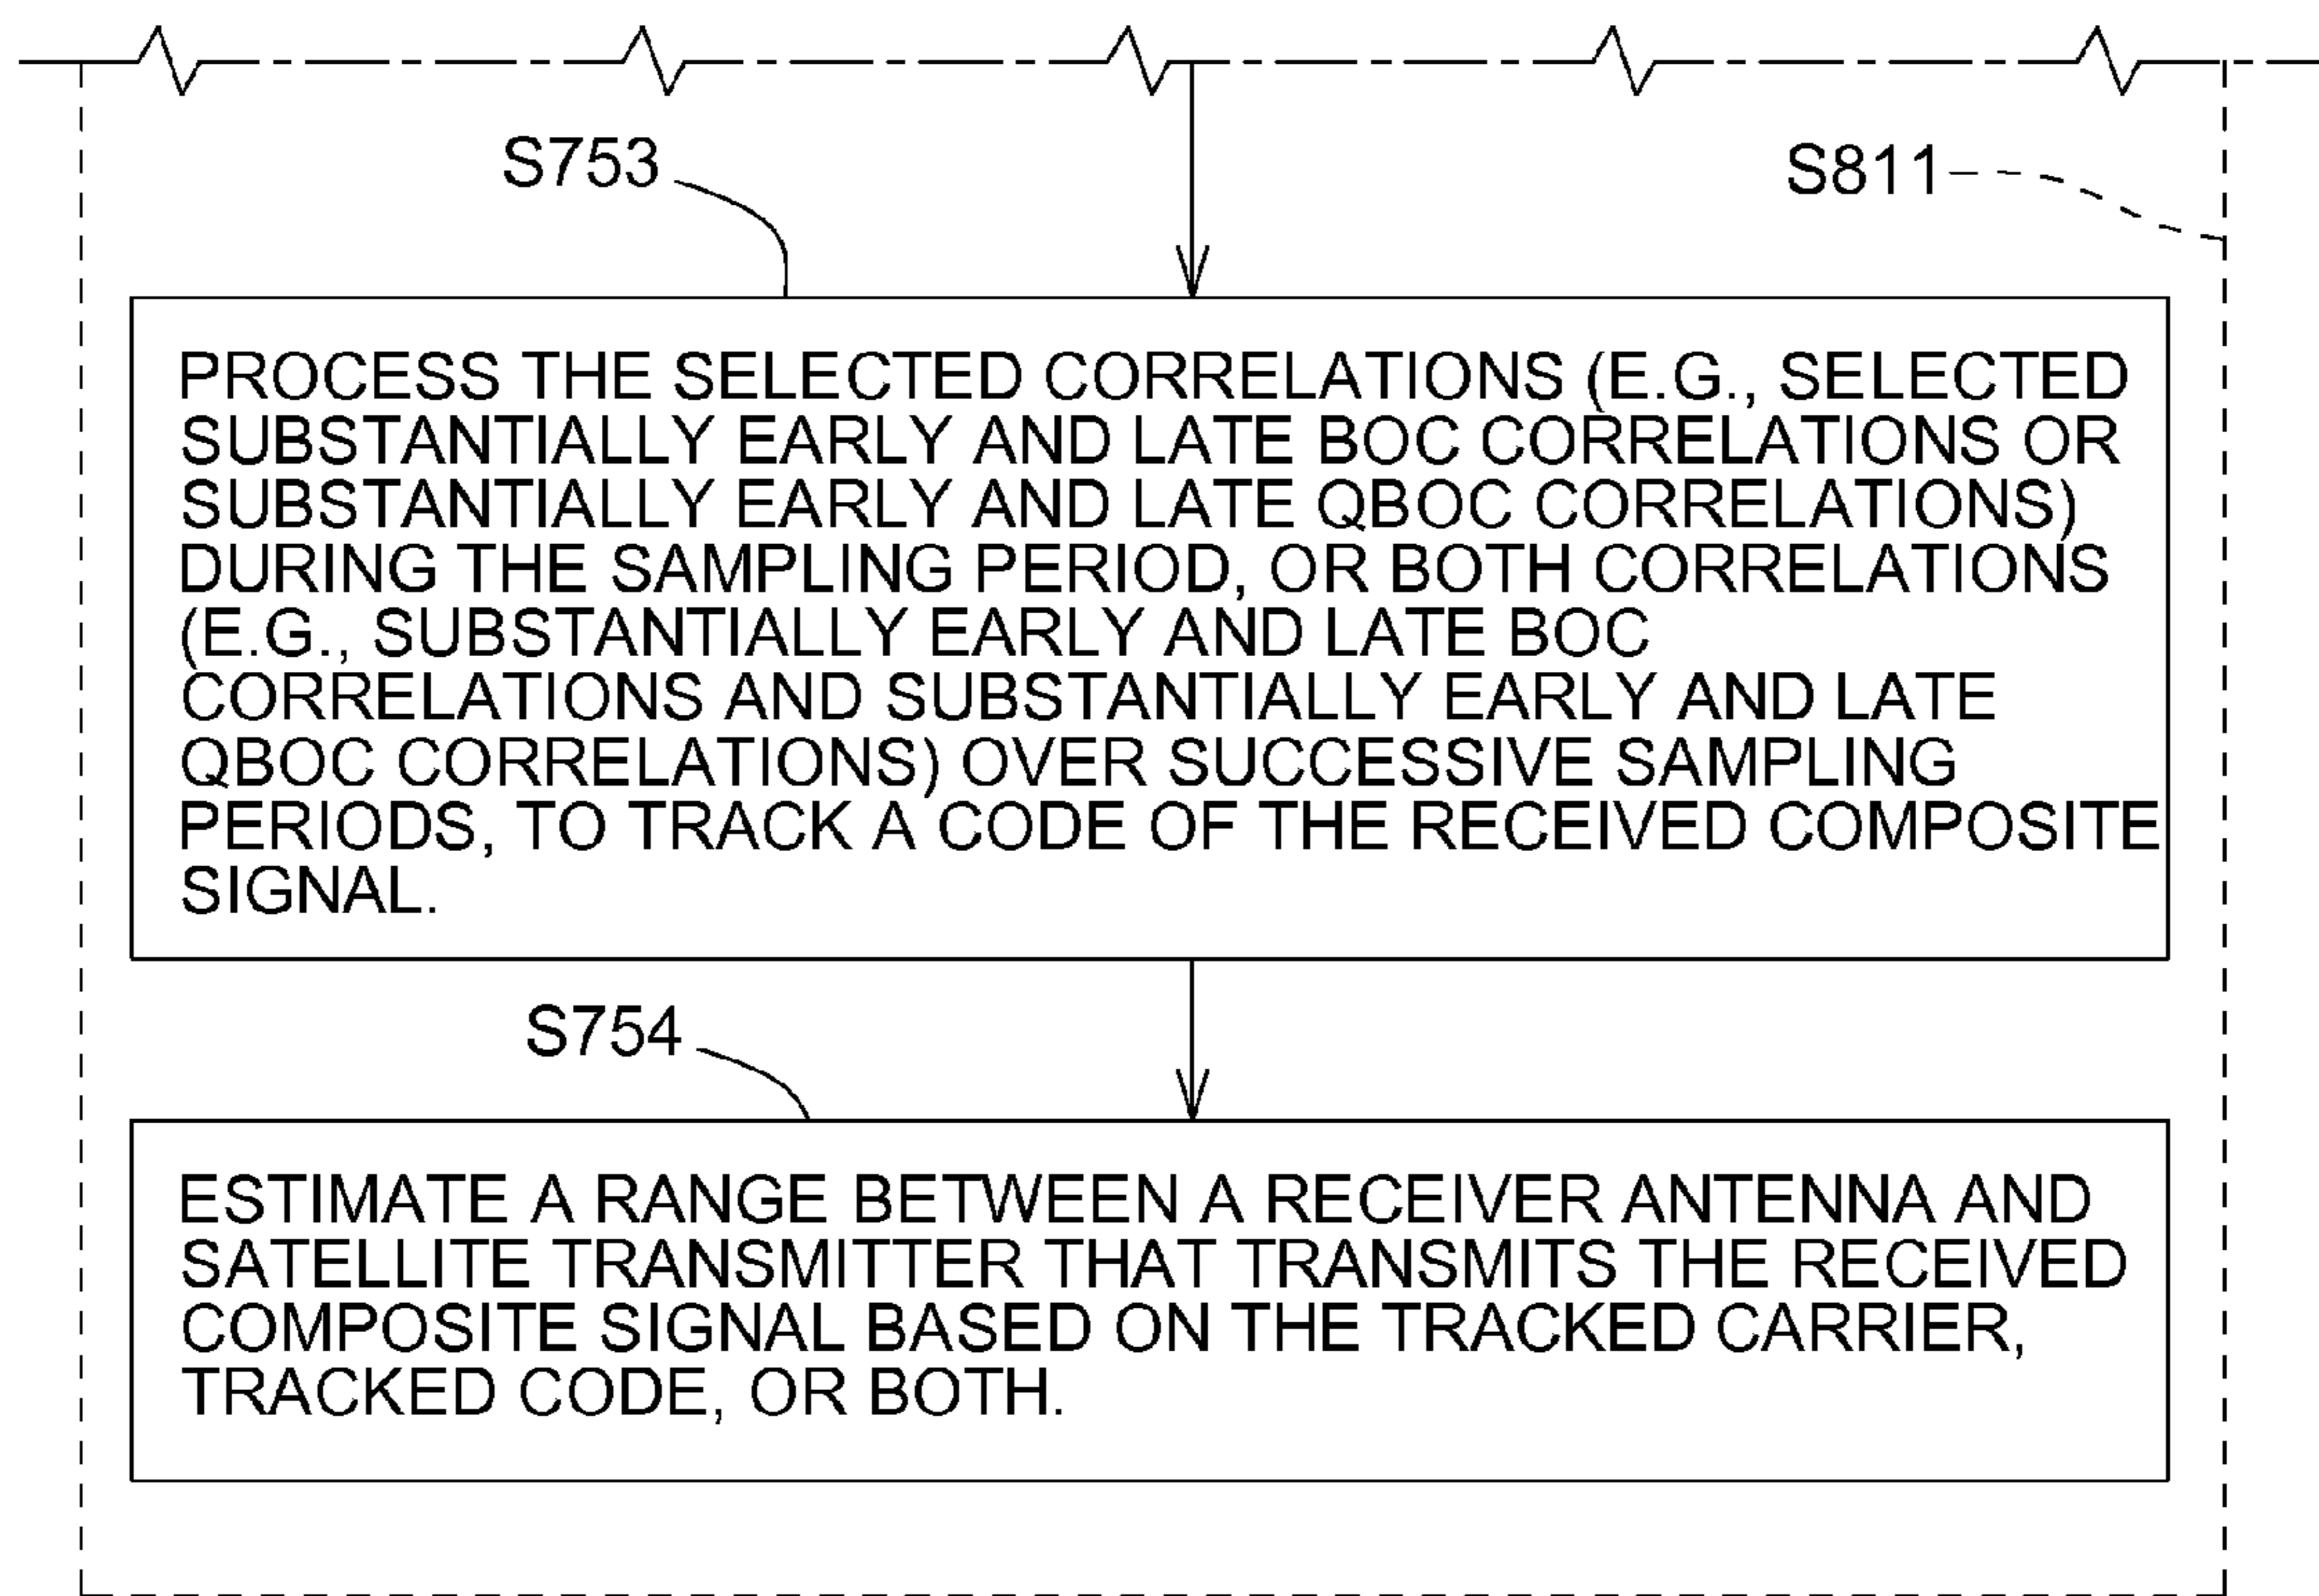 S753
S811
PROCESS THE SELECTED CORRELATIONS (E.G., SELECTED
SUBSTANTIALLY EARLY AND LATE BOC CORRELATIONS OR
SUBSTANTIALLY EARLY AND LATE QBOC CORRELATIONS)
DURING THE SAMPLING PERIOD, OR BOTH CORRELATIONS
(E.G., SUBSTANTIALLY EARLY AND LATE BOC
CORRELATIONS AND SUBSTANTIALLY EARLY AND LATE
QBOC CORRELATIONS) OVER SUCCESSIVE SAMPLING
PERIODS, TO TRACK A CODE OF THE RECEIVED COMPOSITE
SIGNAL.
S754
ESTIMATE A RANGE BETWEEN A RECEIVER ANTENNA AND
SATELLITE TRANSMITTER THAT TRANSMITS THE RECEIVED
COMPOSITE SIGNAL BASED ON THE TRACKED CARRIER,
TRACKED CODE, OR BOTH.